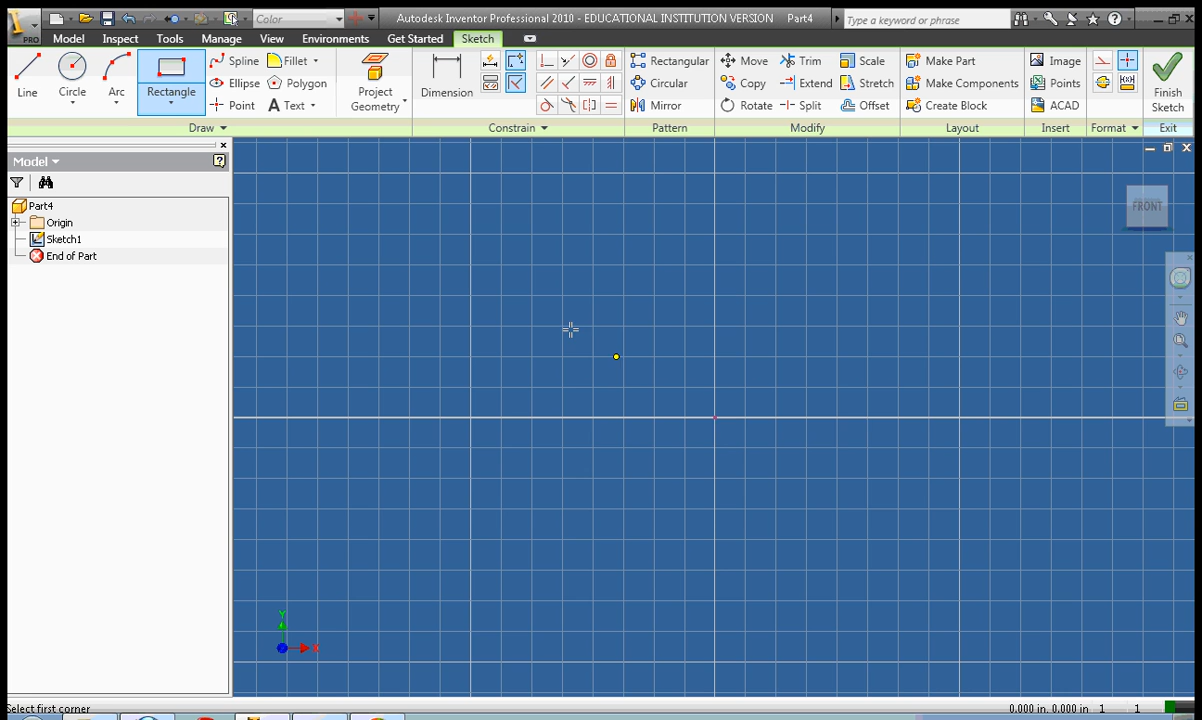 Color
Autodesk Inventor Professional 2010 - EDUCATIONAL INSTITUTION VERSION Part4
Type a keyword or phrase
PRO
Model Inspect Tools Manage View Environments Get Started Sketch
Line Circle Arc Rectangle
Spline Fillet
Ellipse Polygon
Point Text
Project Geometry
Dimension
Rectangular
Circular
Mirror
Move Trim Scale
Copy Extend Stretch
Rotate Split Offset
Make Part
Make Components
Create Block
Image
Points
ACAD
Finish Sketch
Draw Constrain Pattern Modify Layout Insert Format Exit
Model
Part4
Origin
Sketch1
End of Part
FRONT
Y
X
Select first corner
0.000 in. 0.000 in 1 1